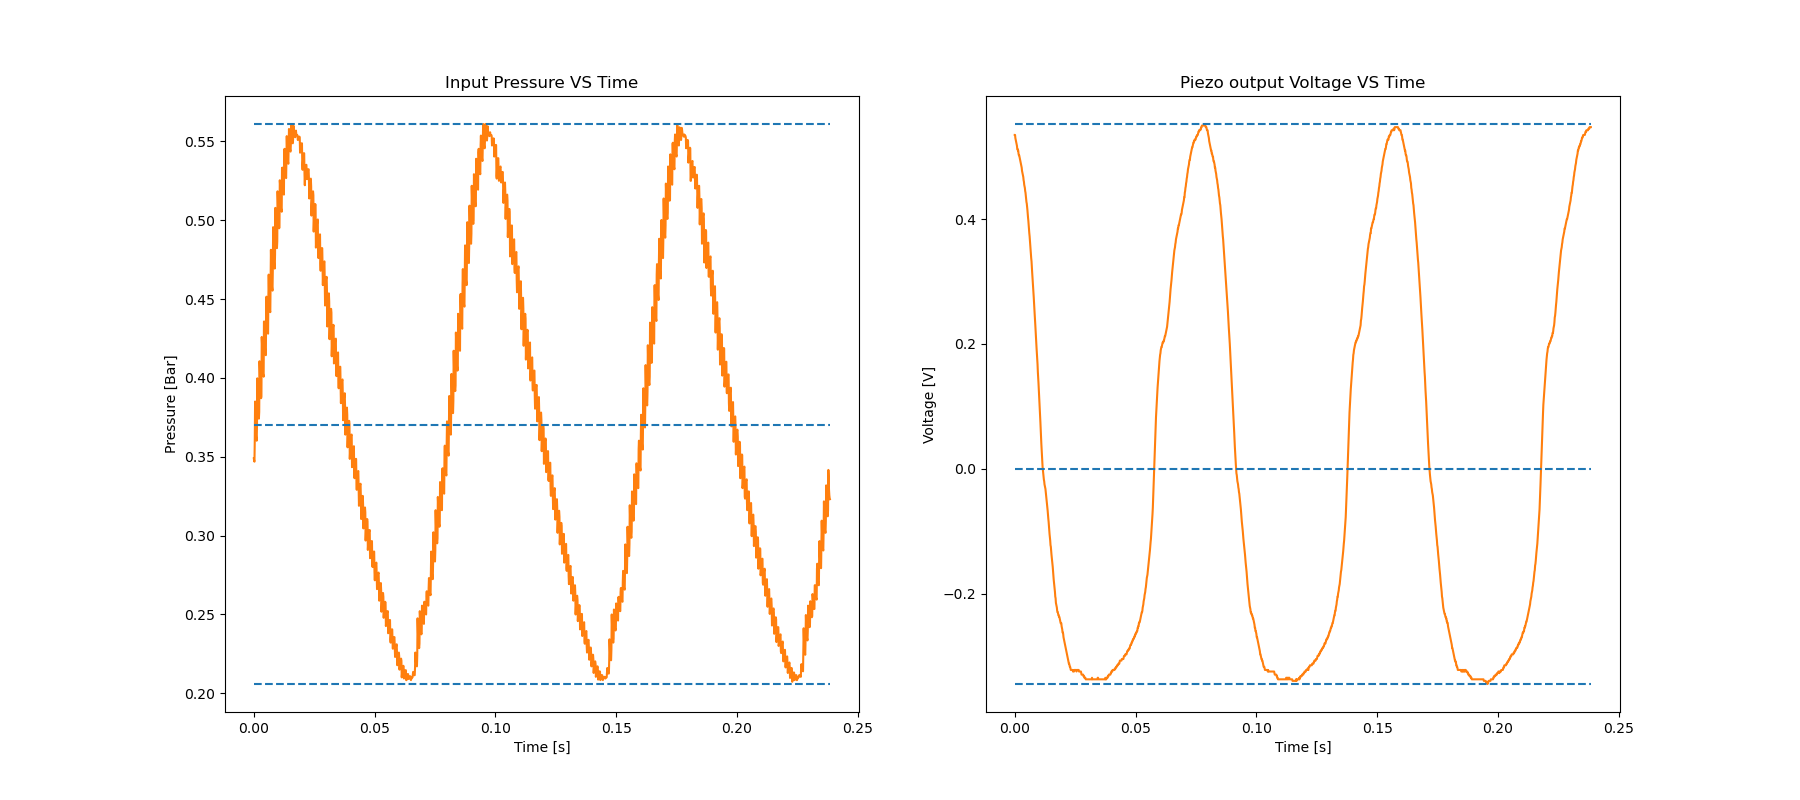 Input Pressure VS Time
Pressure [Bar]
0.55
0.50
0.45
0.40
0.35
0.30
0.25
0.20
0.00 0.05 0.10 0.15 0.20 0.25
Time [s]
Piezo output Voltage VS Time
Voltage [V]
0.4
0.2
0.0
−0.2
0.00 0.05 0.10 0.15 0.20 0.25
Time [s]